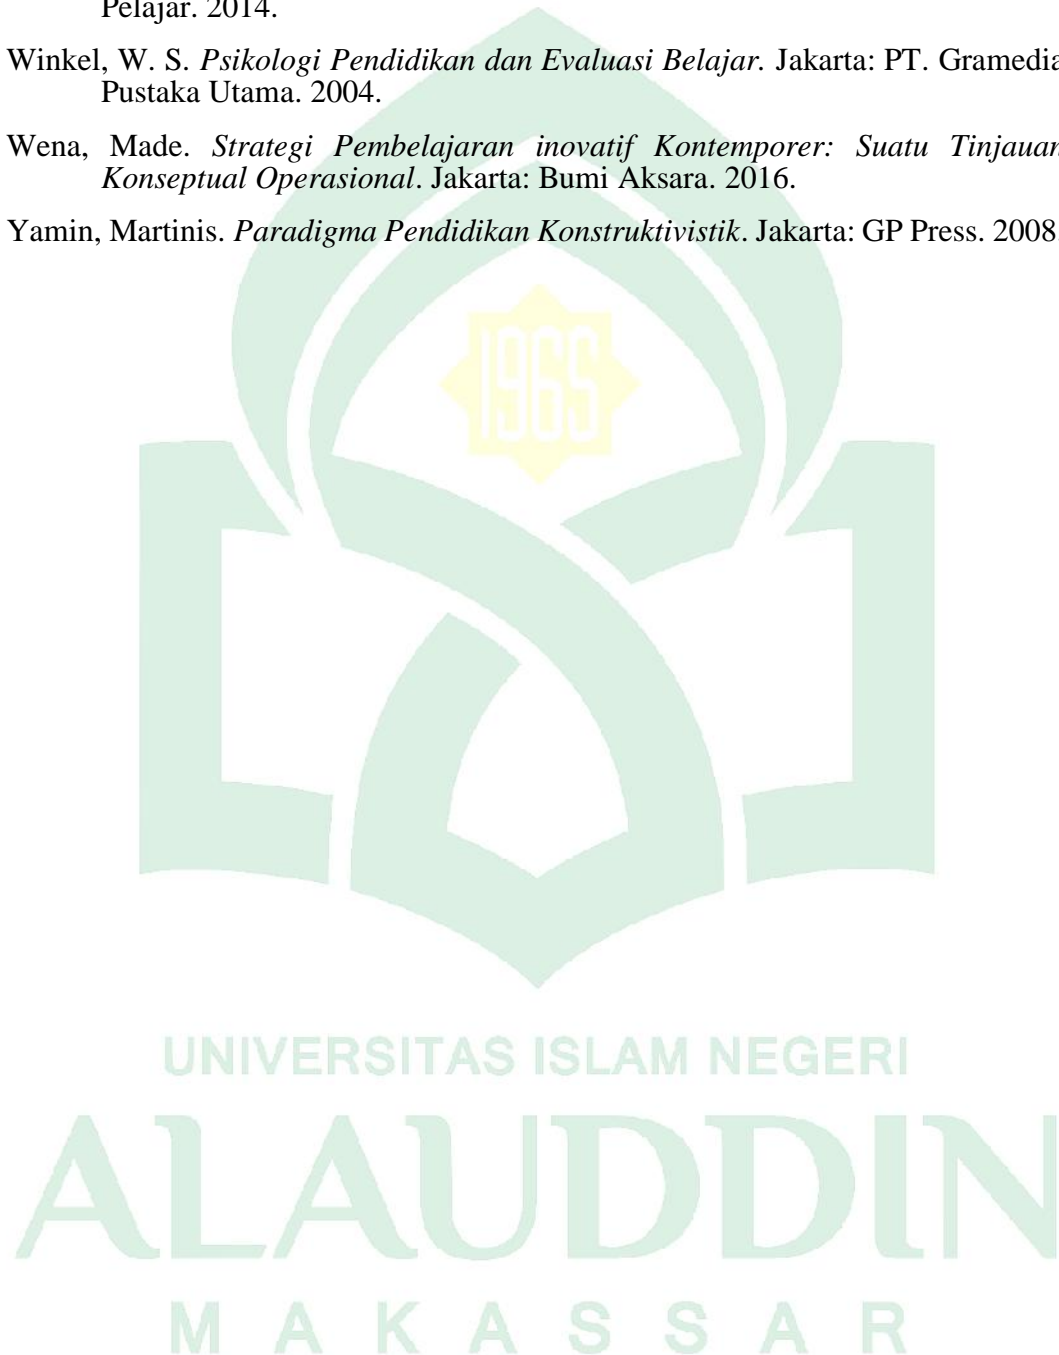 Pelajar. 2014.
Winkel, W. S. Psikologi Pendidikan dan Evaluasi Belajar. Jakarta: PT. Gramedia
Pustaka Utama. 2004.
Wena, Made. Strategi Pembelajaran inovatif Kontemporer: Suatu Tinjauan
Konseptual Operasional. Jakarta: Bumi Aksara. 2016.
Yamin, Martinis. Paradigma Pendidikan Konstruktivistik. Jakarta: GP Press. 2008
1965
UNIVERSITAS ISLAM NEGERI
ALAUDDIN
MAKASSAR